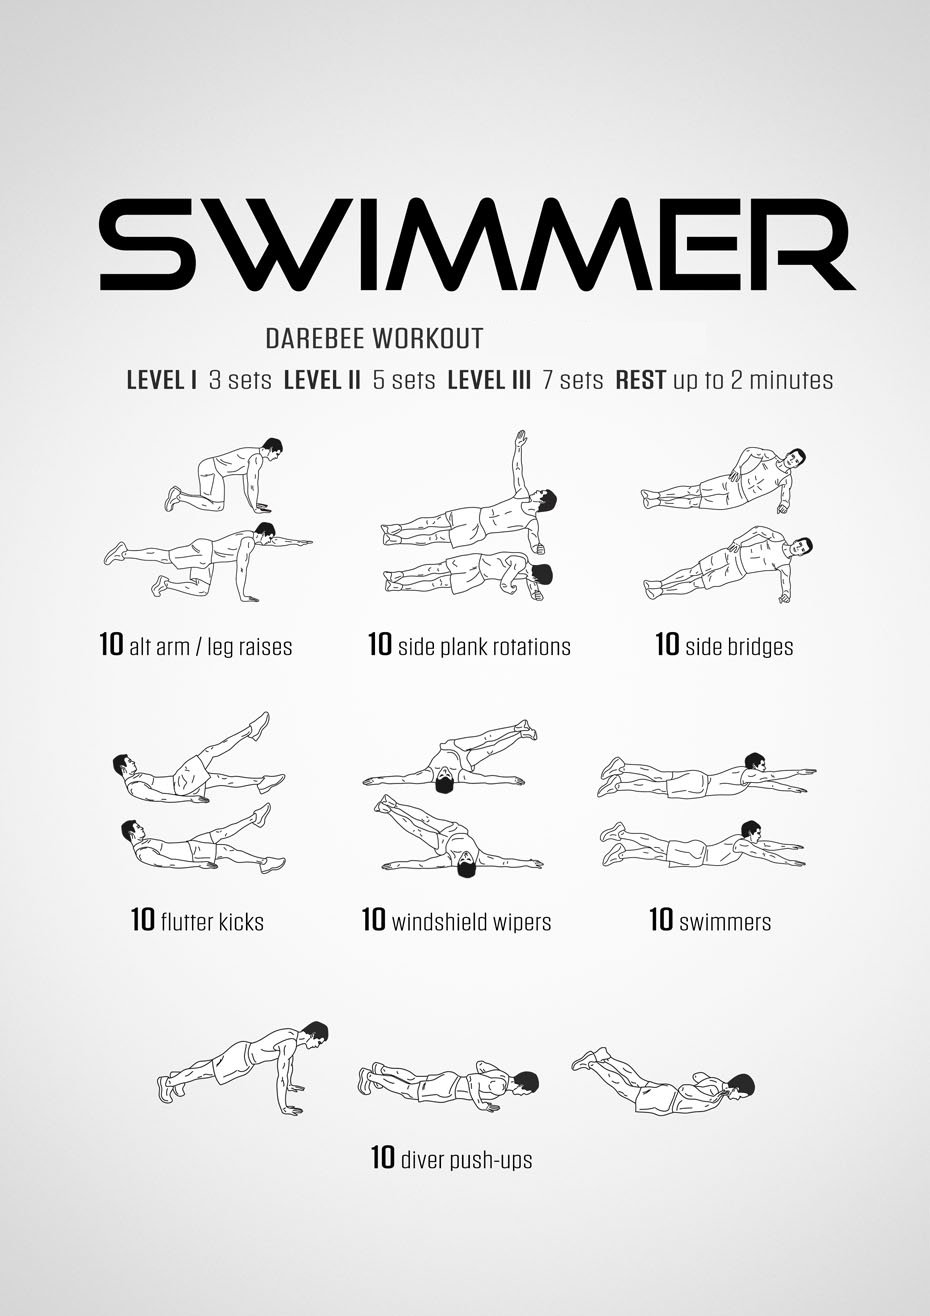 SWIMMER
DAREBEE WORKOUT
LEVEL I 3 sets LEVEL II 5 sets LEVEL III 7 sets REST up to 2 minutes
10 alt arm / leg raises
10 side plank rotations
10 side bridges
10 flutter kicks
10 windshield wipers
10 swimmers
10 diver push-ups